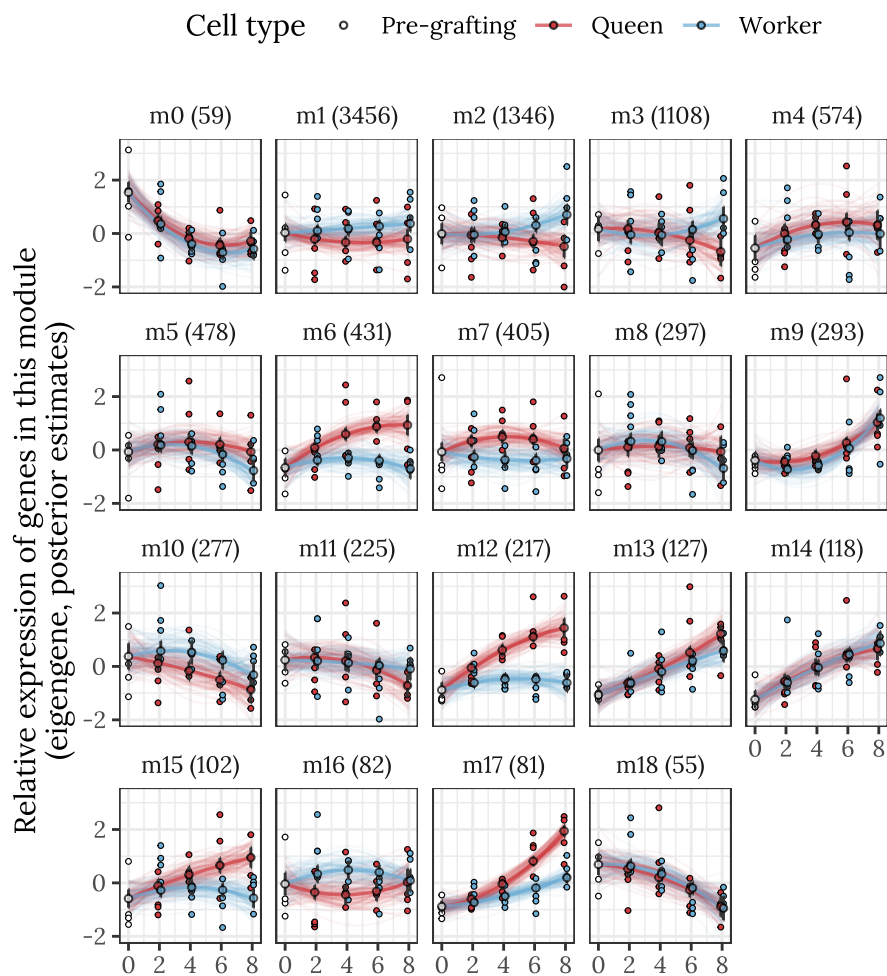 Cell type Pre-grafting Queen Worker
Relative expression of genes in this module
(eigengene, posterior estimates)
m0 (59) m1 (3456) m2 (1346) m3 (1108) m4 (574)
2
0
-2
m5 (478) m6 (431) m7 (405) m8 (297) m9 (293)
2
0
-2
m10 (277) m11 (225) m12 (217) m13 (127) m14 (118)
2
0
-2
0 2 4 6 8
m15 (102) m16 (82) m17 (81) m18 (55)
2
0
-2
0 2 4 6 8 0 2 4 6 8 0 2 4 6 8 0 2 4 6 8